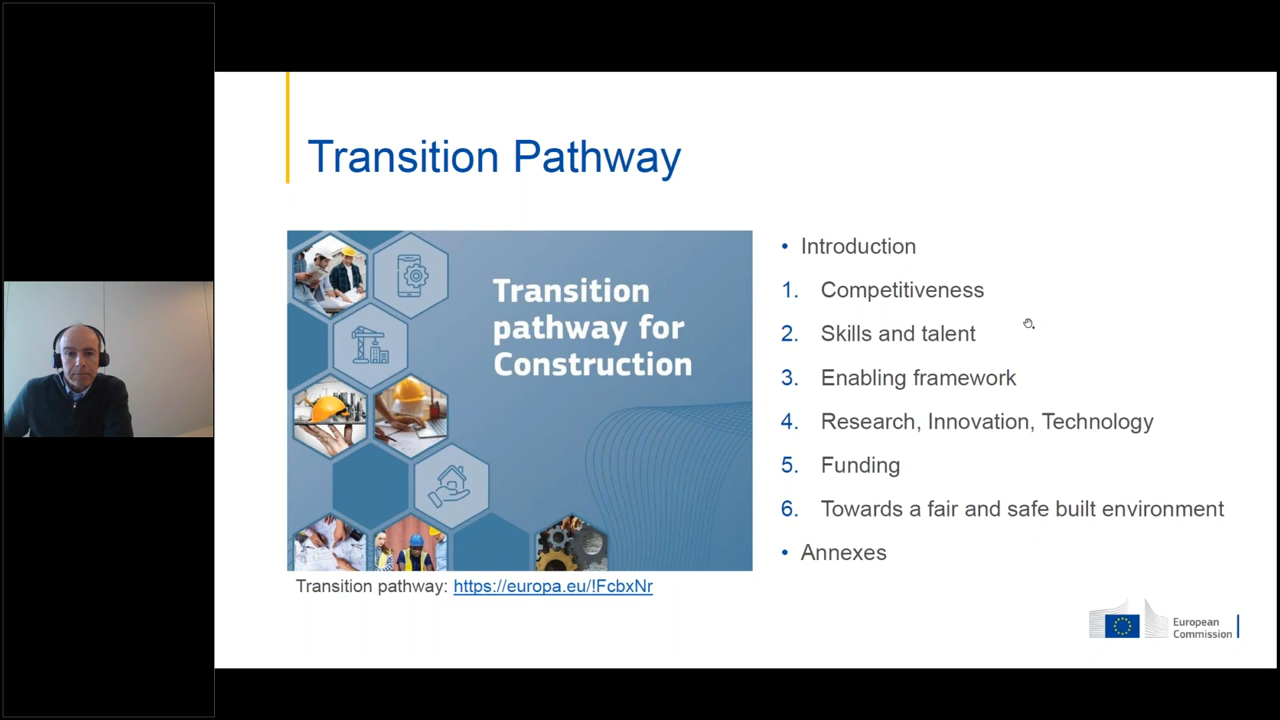 Transition Pathway
Transition
pathway for
Construction
Transition pathway: https://europa.eu/!FcbxNr
• Introduction
1. Competitiveness
2. Skills and talent
3. Enabling framework
4. Research, Innovation, Technology
5. Funding
6. Towards a fair and safe built environment
• Annexes
European
Commission